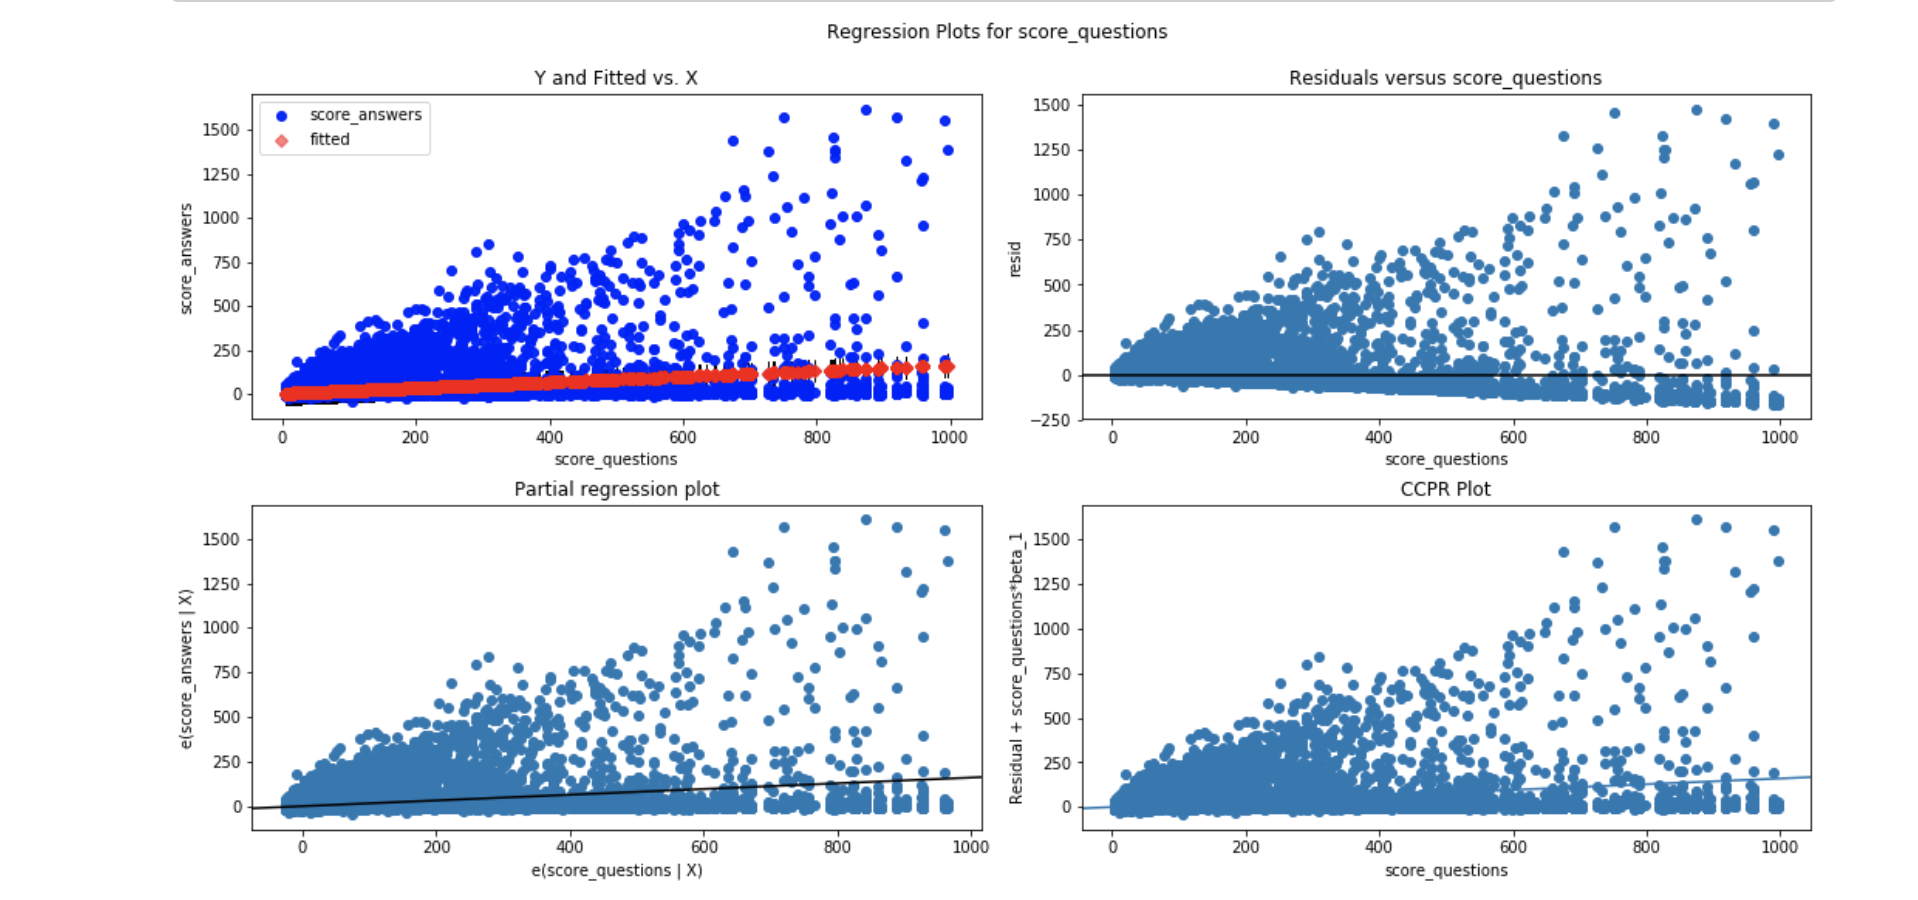 Regression Plots for score_questions
Y and Fitted vs. X
score_answers
fitted
1500
1250
1000
750
500
250
0
score_answers
0 200 400 600 800 1000
score_questions
Residuals versus score_questions
1500
1250
1000
750
500
250
0
−250
resid
0 200 400 600 800 1000
score_questions
Partial regression plot
1500
1250
1000
750
500
250
0
e(score_answers | X)
0 200 400 600 800 1000
e(score_questions | X)
CCPR Plot
1500
1250
1000
750
500
250
0
Residual + score_questions*beta_1
0 200 400 600 800 1000
score_questions